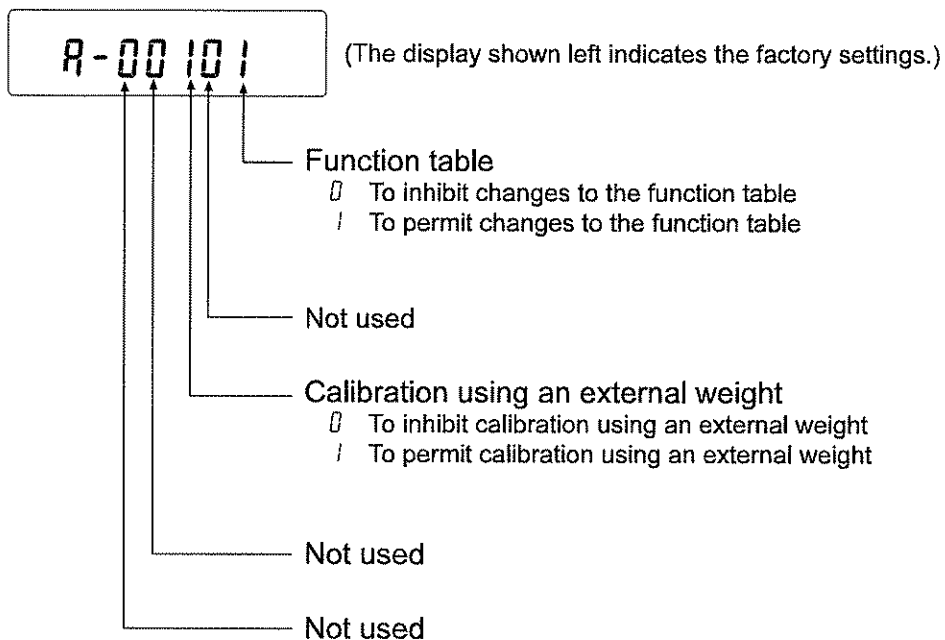 A-00101
(The display shown left indicates the factory settings.)
Function table
0 To inhibit changes to the function table
1 To permit changes to the function table
Not used
Calibration using an external weight
0 To inhibit calibration using an external weight
1 To permit calibration using an external weight
Not used
Not used